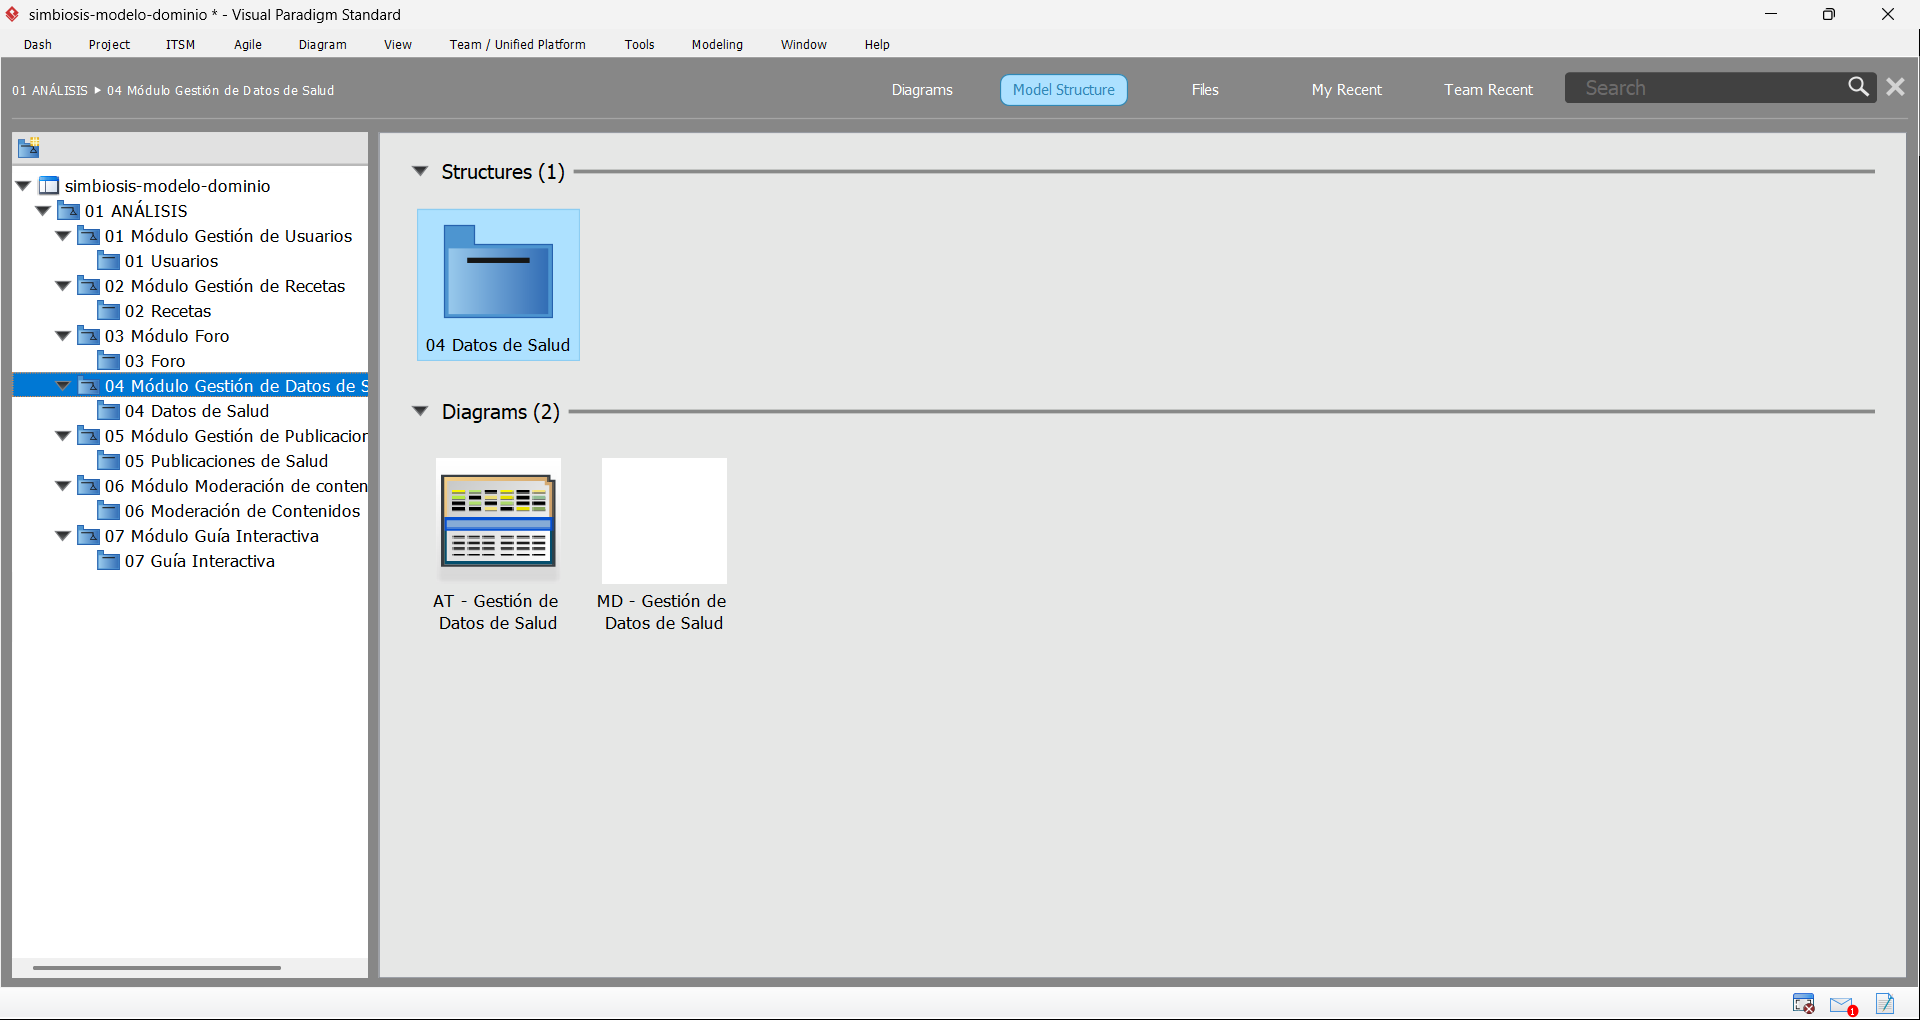 simbiosis-modelo-dominio * - Visual Paradigm Standard
Dash Project ITSM Agile Diagram View Team / Unified Platform Tools Modeling Window Help
01 ANÁLISIS 04 Módulo Gestión de Datos de Salud
Diagrams Model Structure Files My Recent Team Recent Search
simbiosis-modelo-dominio
01 ANÁLISIS
01 Módulo Gestión de Usuarios
01 Usuarios
02 Módulo Gestión de Recetas
02 Recetas
03 Módulo Foro
03 Foro
04 Módulo Gestión de Datos de S
04 Datos de Salud
05 Módulo Gestión de Publicacior
05 Publicaciones de Salud
06 Módulo Moderación de conten
06 Moderación de Contenidos
07 Módulo Guía Interactiva
07 Guía Interactiva
Structures (1)
04 Datos de Salud
Diagrams (2)
AT - Gestión de
Datos de Salud
MD - Gestión de
Datos de Salud
1